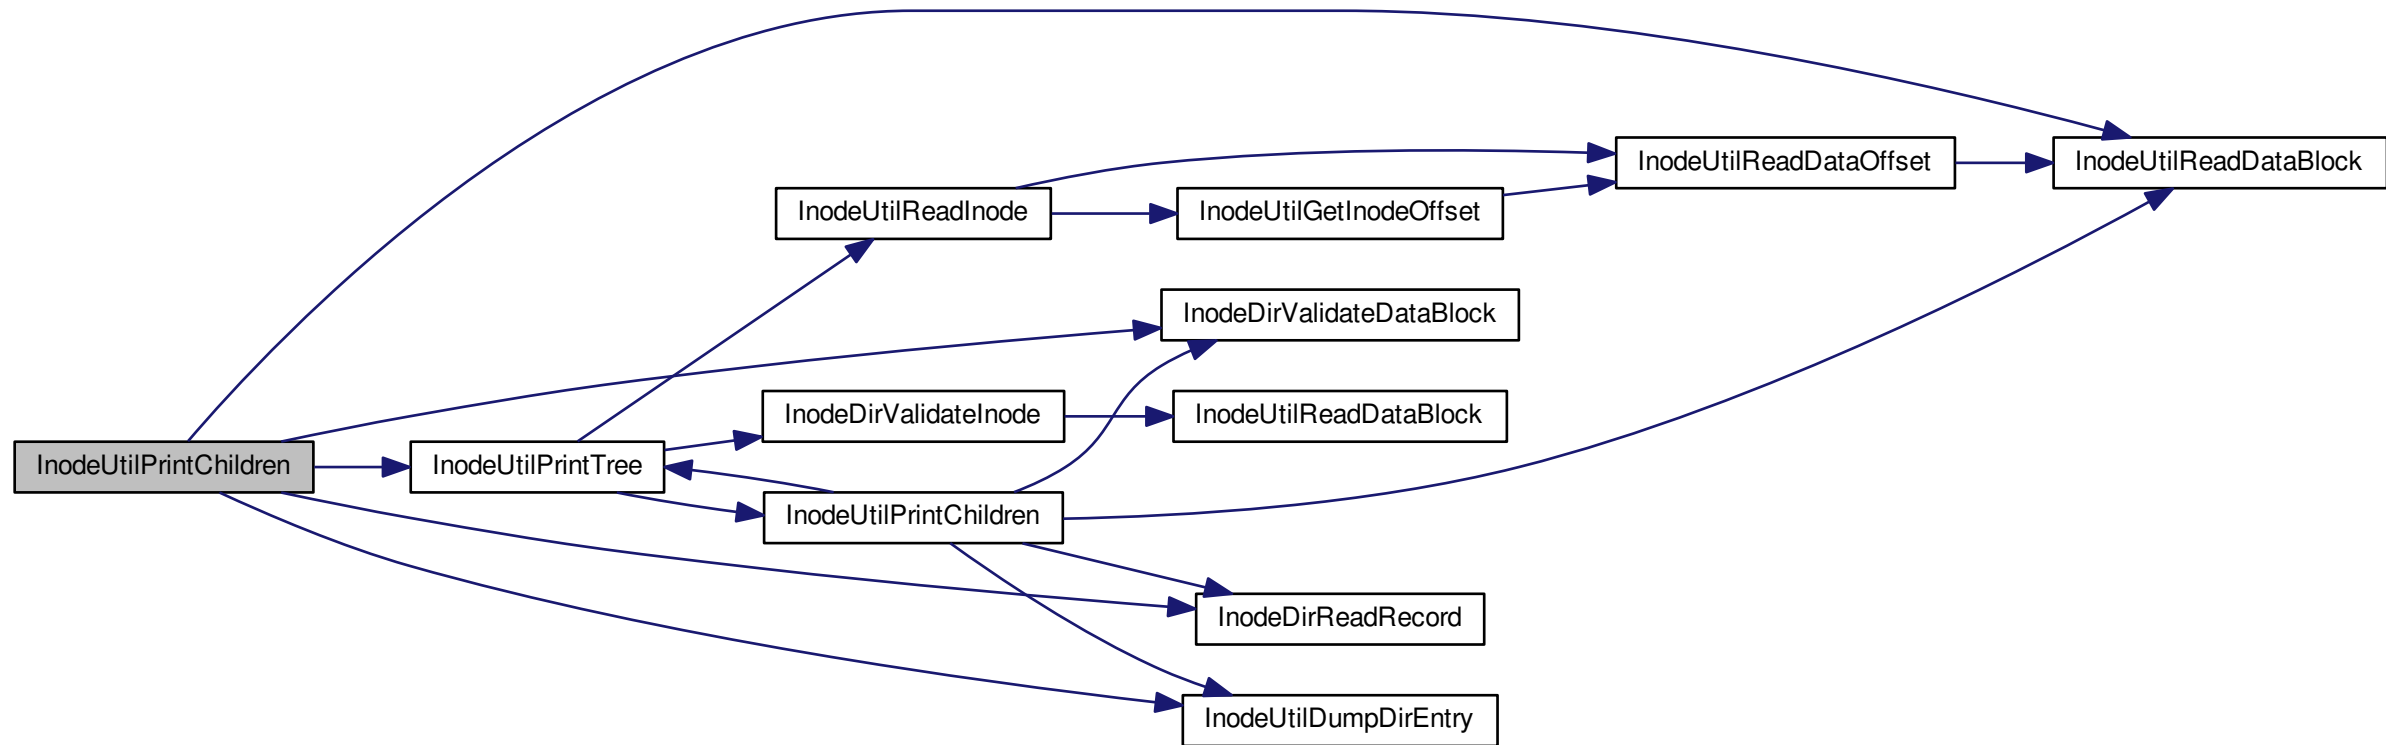 InodeUtilReadDataOffset
InodeUtilReadDataBlock
InodeUtilReadInode
InodeUtilGetInodeOffset
InodeDirValidateDataBlock
InodeDirValidateInode
InodeUtilReadDataBlock
InodeUtilPrintChildren
InodeUtilPrintTree
InodeUtilPrintChildren
InodeDirReadRecord
InodeUtilDumpDirEntry